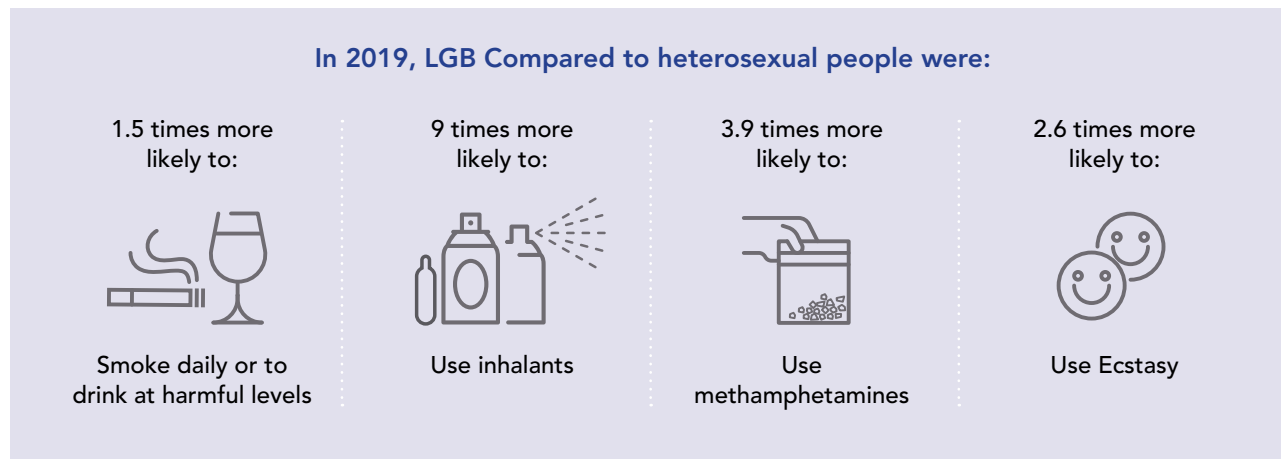 In 2019, LGB Compared to heterosexual people were:
1.5 times more
likely to:
Smoke daily or to
drink at harmful levels
9 times more
likely to:
Use inhalants
3.9 times more
likely to:
Use
methamphetamines
2.6 times more
likely to:
Use Ecstasy